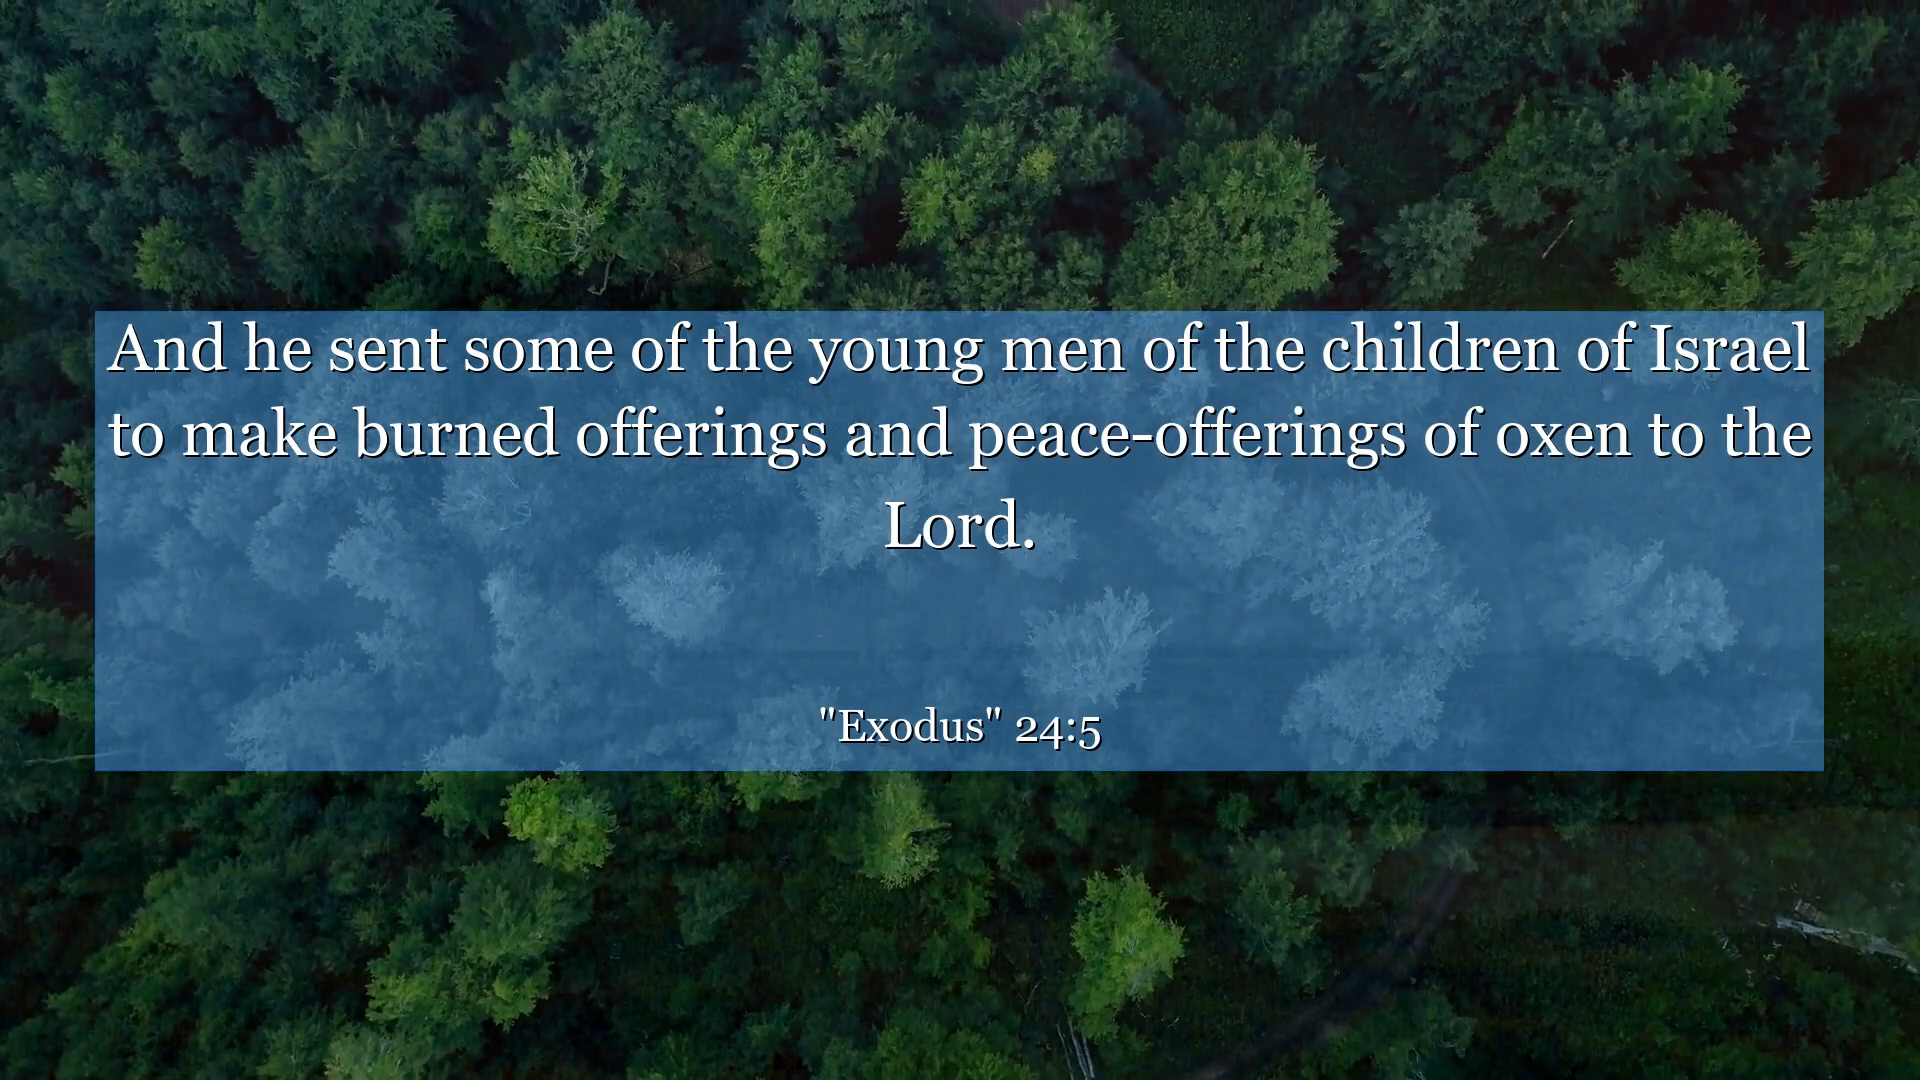 And he sent some of the young men of the children of Israel
to make burned offerings and peace-offerings of oxen to the
Lord.
"Exodus" 24:5